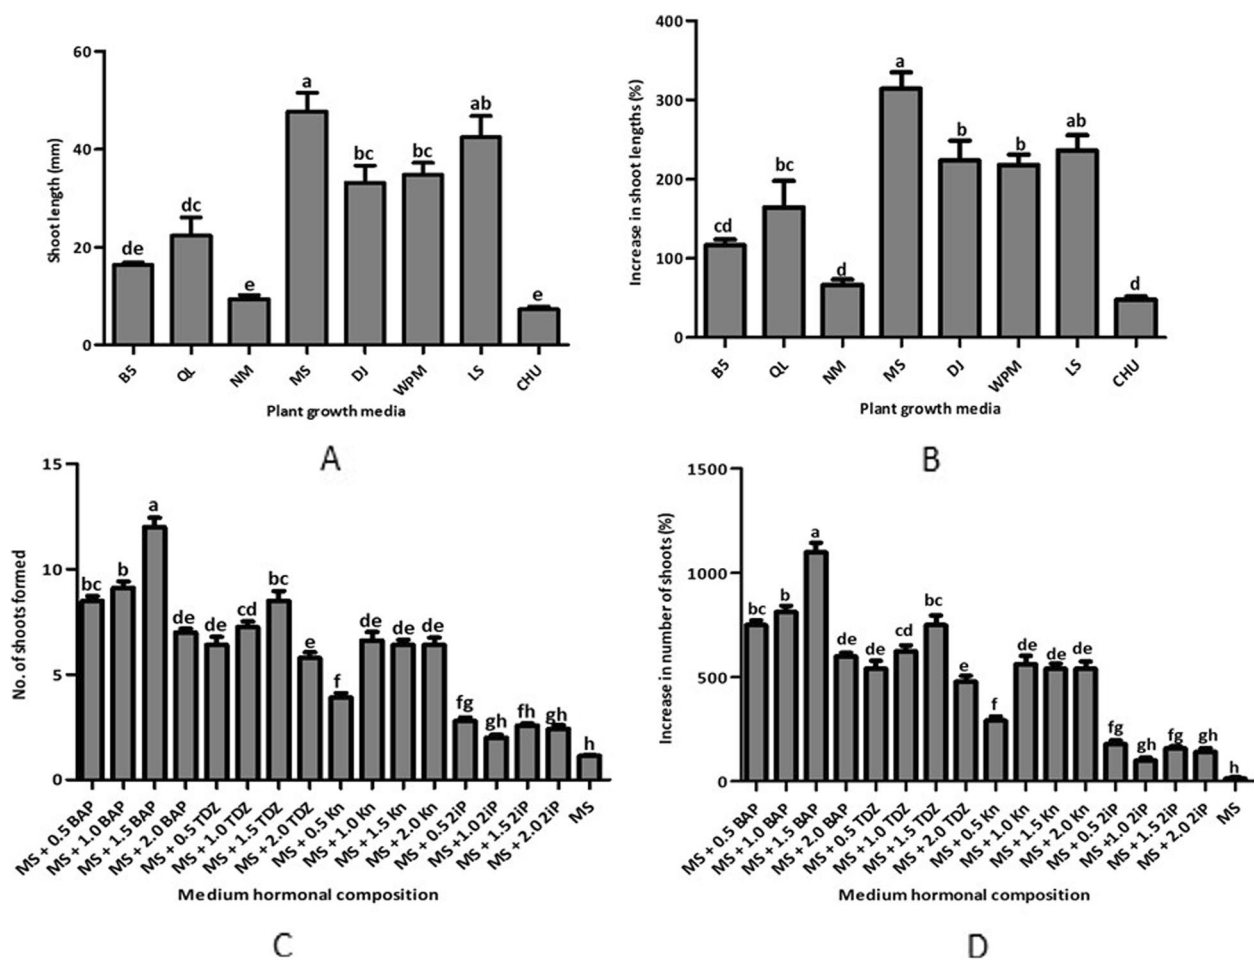 60
40
20
0
Shoot length (mm)
a
ab
bc
bc
dc
de
e
e
B5
QL
NM
MS
DJ
WPM
LS
CHU
Plant growth media
A
400
300
200
100
0
Increase in shoot lengths (%)
a
ab
b
b
bc
cd
d
d
B5
QL
NM
MS
DJ
WPM
LS
CHU
Plant growth media
B
15
10
5
0
No. of shoots formed
bc
b
a
de
de
cd
bc
e
f
de
de
de
fg
gh
fh
gh
h
MS + 0.5 BAP
MS + 1.0 BAP
MS + 1.5 BAP
MS + 2.0 BAP
MS + 0.5 TDZ
MS + 1.0 TDZ
MS + 1.5 TDZ
MS + 2.0 TDZ
MS + 0.5 Kn
MS + 1.0 Kn
MS + 1.5 Kn
MS + 2.0 Kn
MS + 0.5 2iP
MS +1.0 2iP
MS + 1.5 2iP
MS + 2.0 2iP
MS
Medium hormonal composition
C
1500
1000
500
0
Increase in number of shoots (%)
bc
b
a
de
de
cd
bc
e
f
de
de
de
fg
gh
fg
gh
h
MS + 0.5 BAP
MS + 1.0 BAP
MS + 1.5 BAP
MS + 2.0 BAP
MS + 0.5 TDZ
MS + 1.0 TDZ
MS + 1.5 TDZ
MS + 2.0 TDZ
MS + 0.5 Kn
MS + 1.0 Kn
MS + 1.5 Kn
MS + 2.0 Kn
MS + 0.5 2iP
MS +1.0 2iP
MS + 1.5 2iP
MS + 2.0 2iP
MS
Medium hormonal composition
D